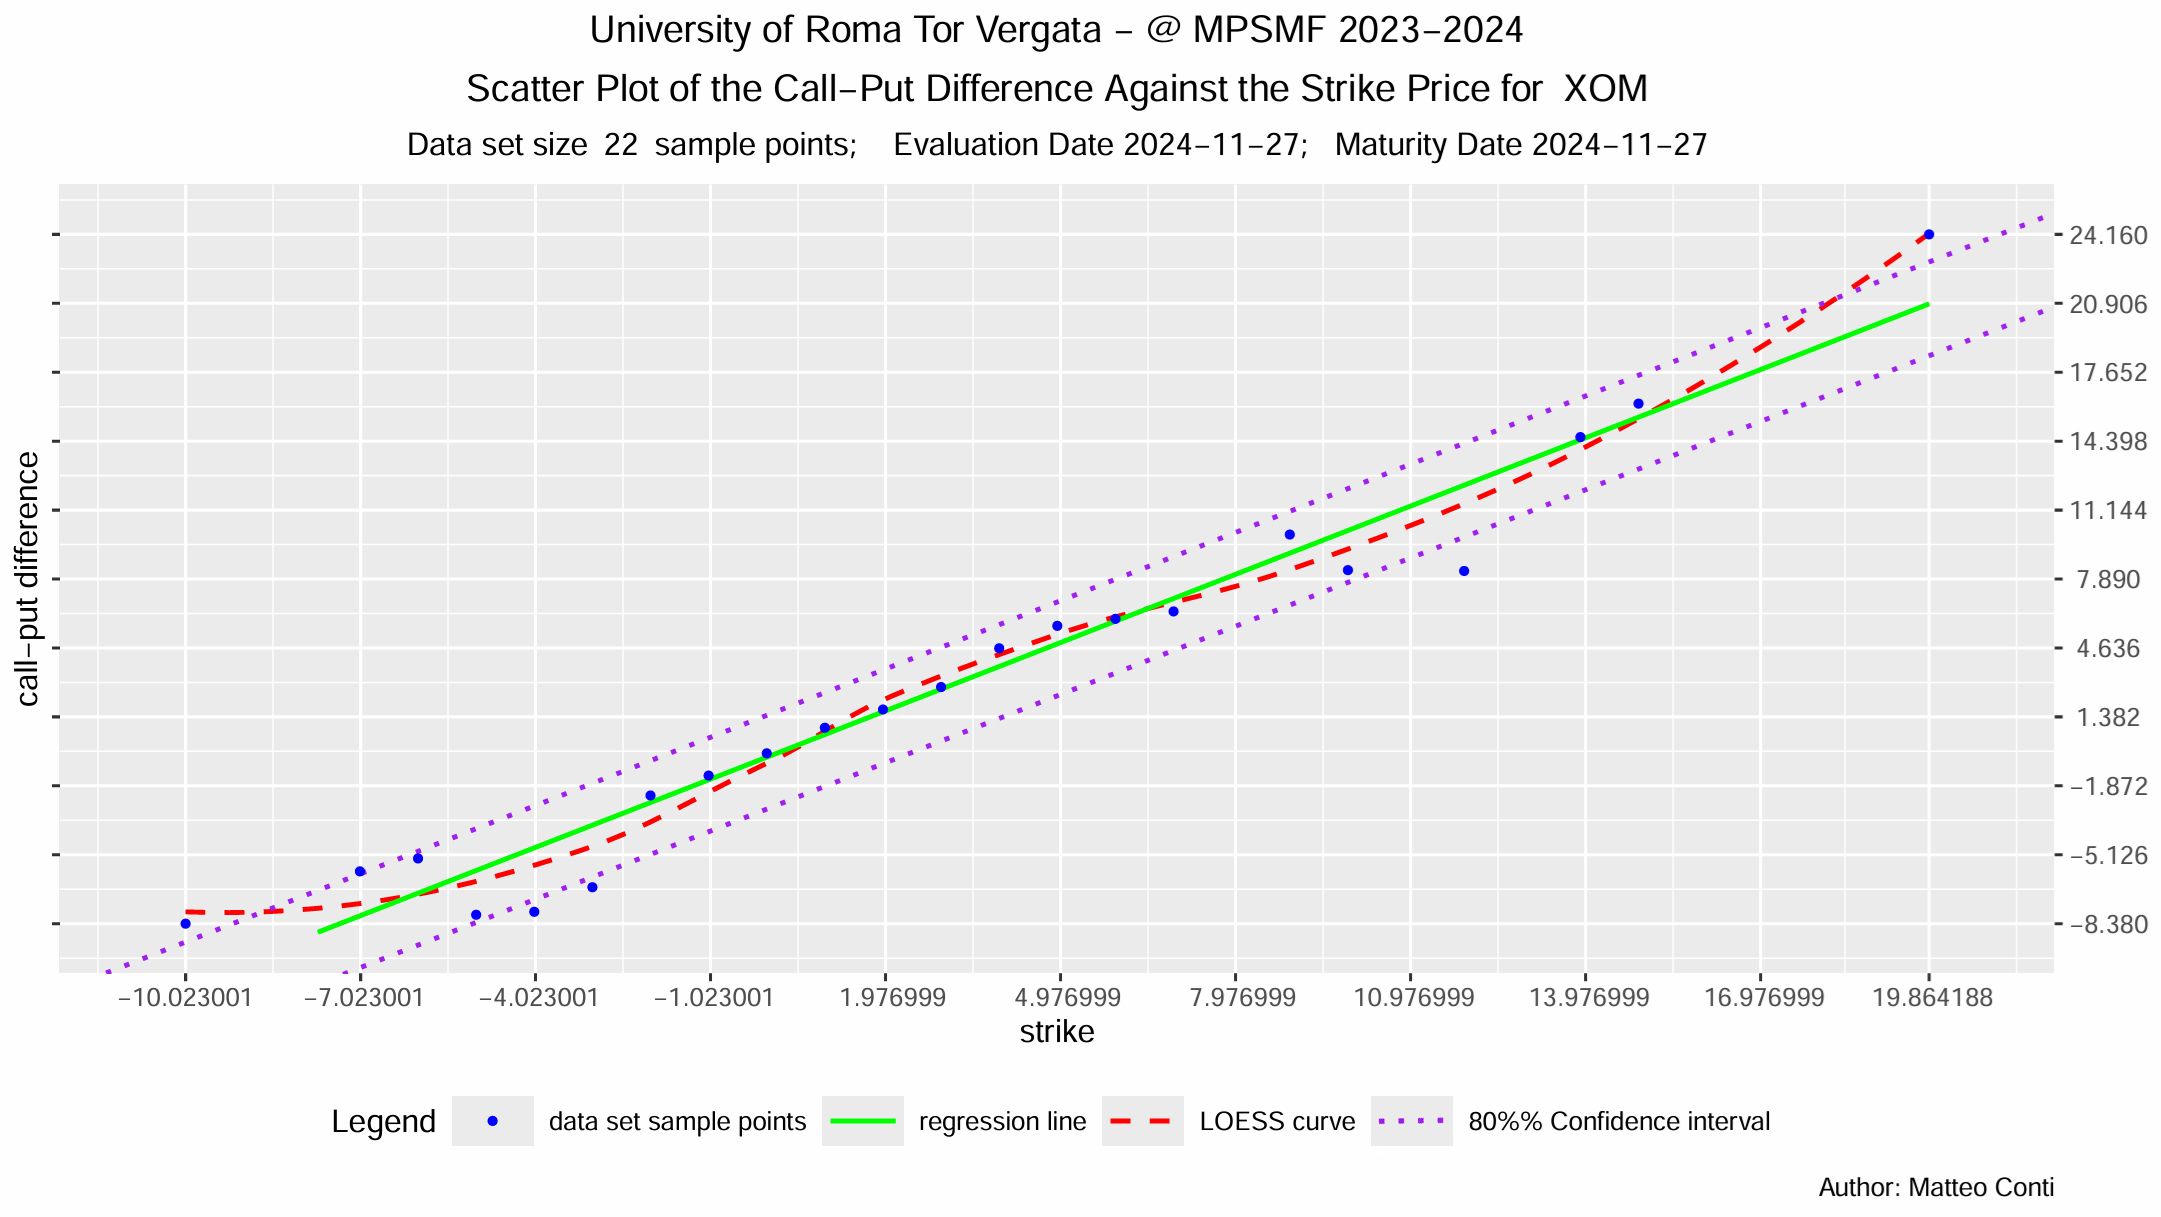 University of Roma Tor Vergata – @ MPSMF 2023–2024
Scatter Plot of the Call–Put Difference Against the Strike Price for XOM
Data set size 22 sample points; Evaluation Date 2024–11–27; Maturity Date 2024–11–27
24.160
20.906
17.652
14.398
11.144
7.890
4.636
1.382
–1.872
–5.126
–8.380
call–put difference
–10.023001 –7.023001 –4.023001 –1.023001 1.976999 4.976999 7.976999 10.976999 13.976999 16.976999 19.864188
strike
Legend data set sample points regression line LOESS curve 80%% Confidence interval
Author: Matteo Conti